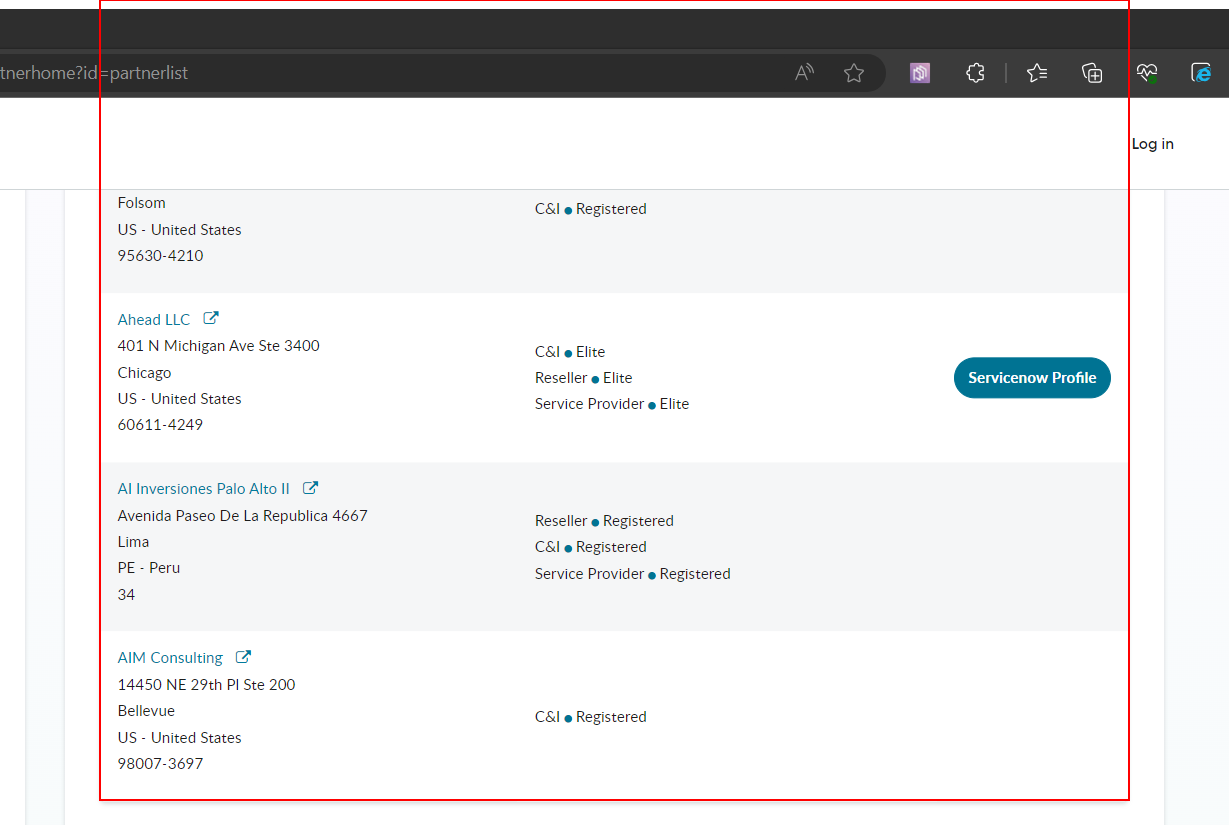 tnerhome?id=partnerlist
Log in
Folsom
US - United States
95630-4210
C&I ● Registered
Ahead LLC
401 N Michigan Ave Ste 3400
Chicago
US - United States
60611-4249
C&I ● Elite
Reseller ● Elite
Service Provider ● Elite
Servicenow Profile
AI Inversiones Palo Alto II
Avenida Paseo De La Republica 4667
Lima
PE - Peru
34
Reseller ● Registered
C&I ● Registered
Service Provider ● Registered
AIM Consulting
14450 NE 29th Pl Ste 200
Bellevue
US - United States
98007-3697
C&I ● Registered